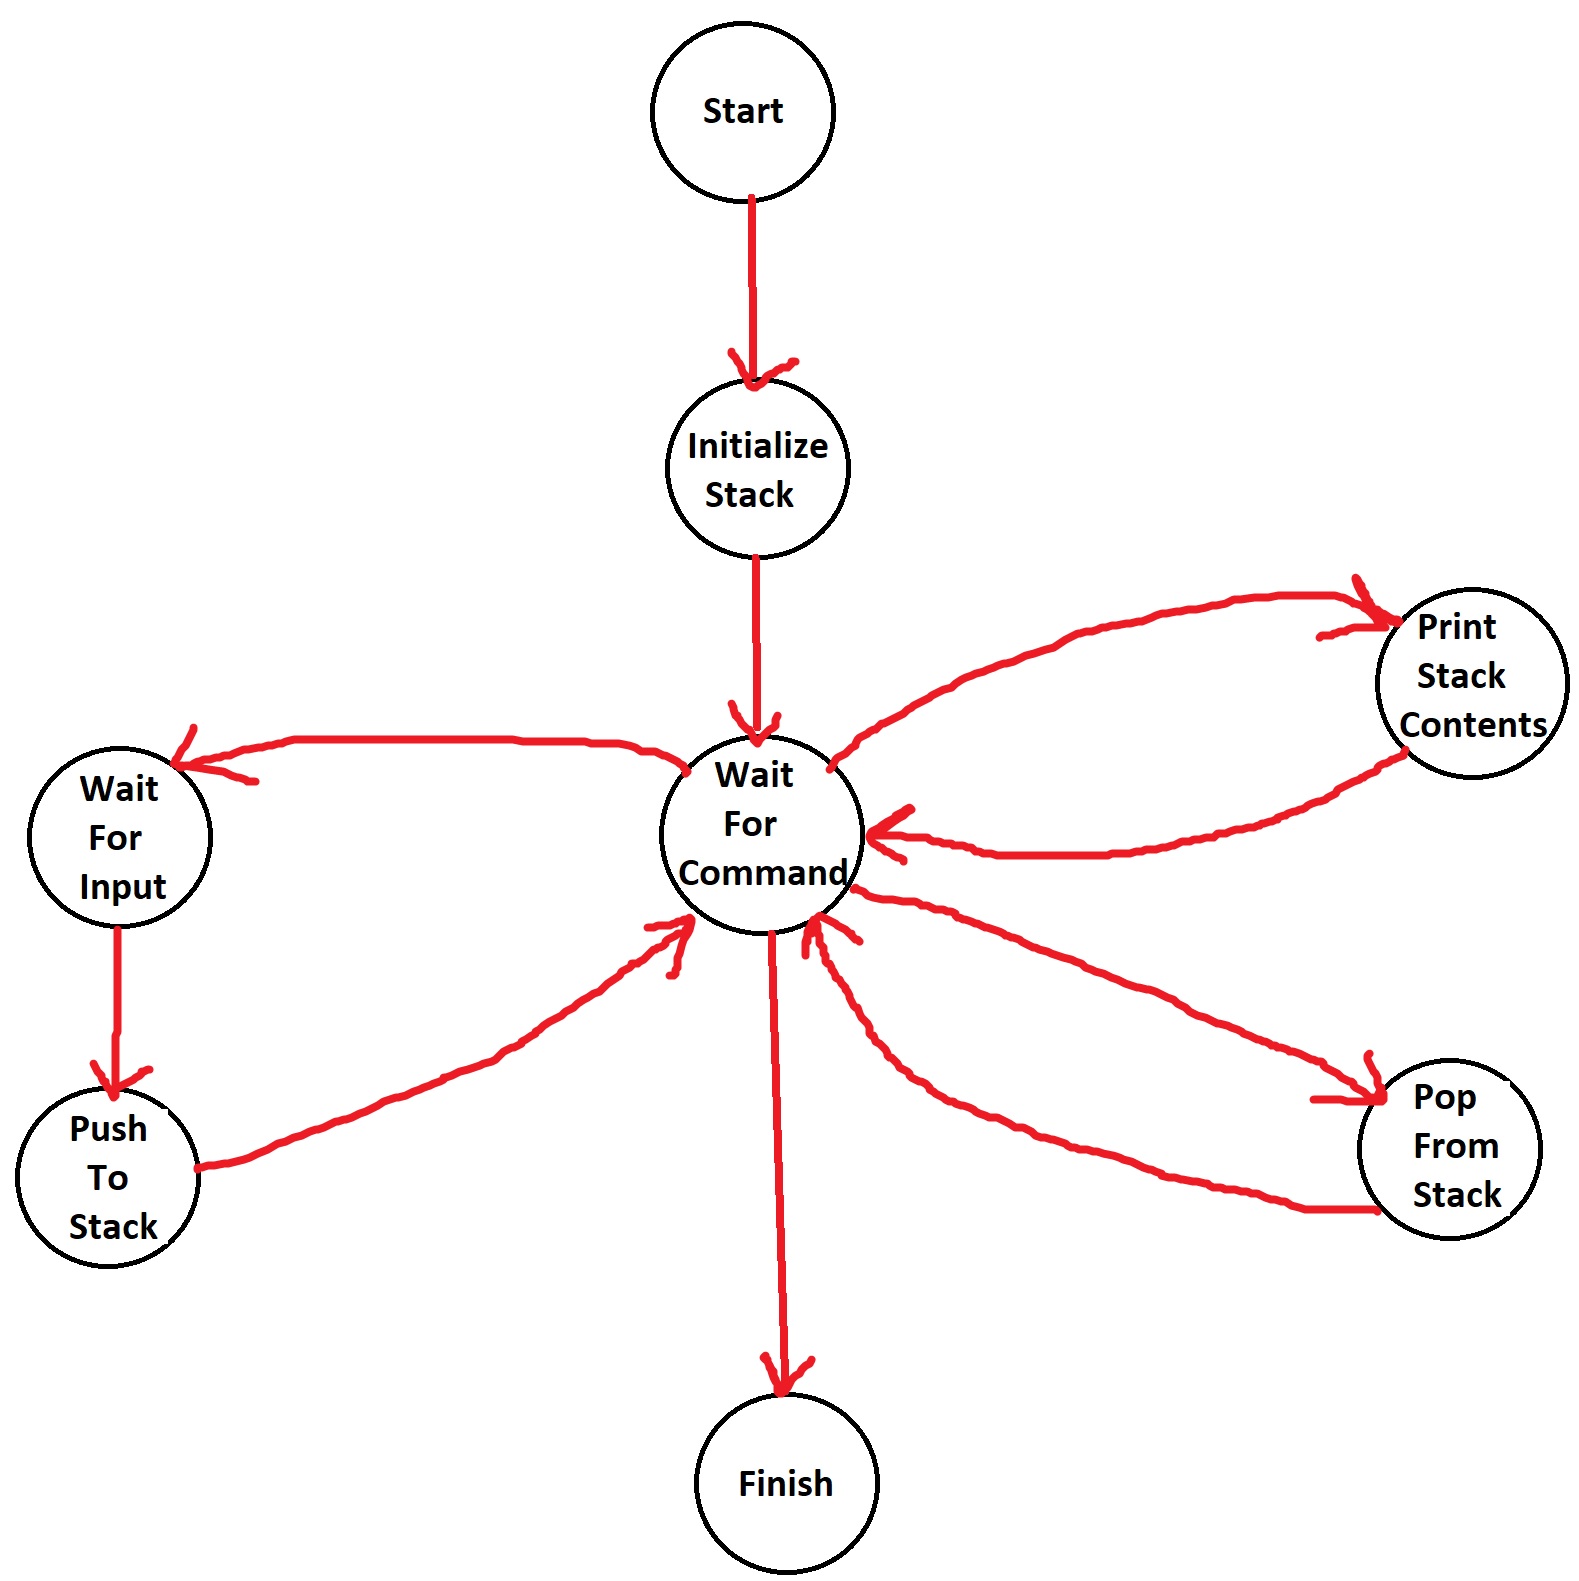 Start
Initialize
Stack
Print
Stack
Contents
Wait
For
Command
Wait
For
Input
Push
To
Stack
Pop
From
Stack
Finish